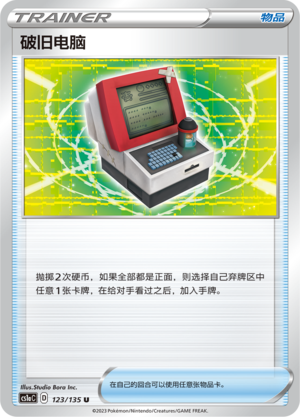 TRAINER
物品
破旧电脑
抛掷2次硬币，如果全部都是正面，则选择自己弃牌区中
任意1张卡牌，在给对手看过之后，加入手牌。
Illus.Studio Bora Inc.
CS1aC D 123/135 U
在自己的回合可以使用任意张物品卡。
©2023 Pokémon/Nintendo/Creatures/GAME FREAK.